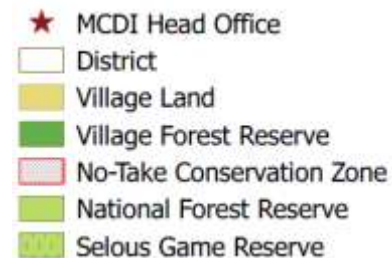 MCDI Head Office
District
Village Land
Village Forest Reserve
No-Take Conservation Zone
National Forest Reserve
Selous Game Reserve